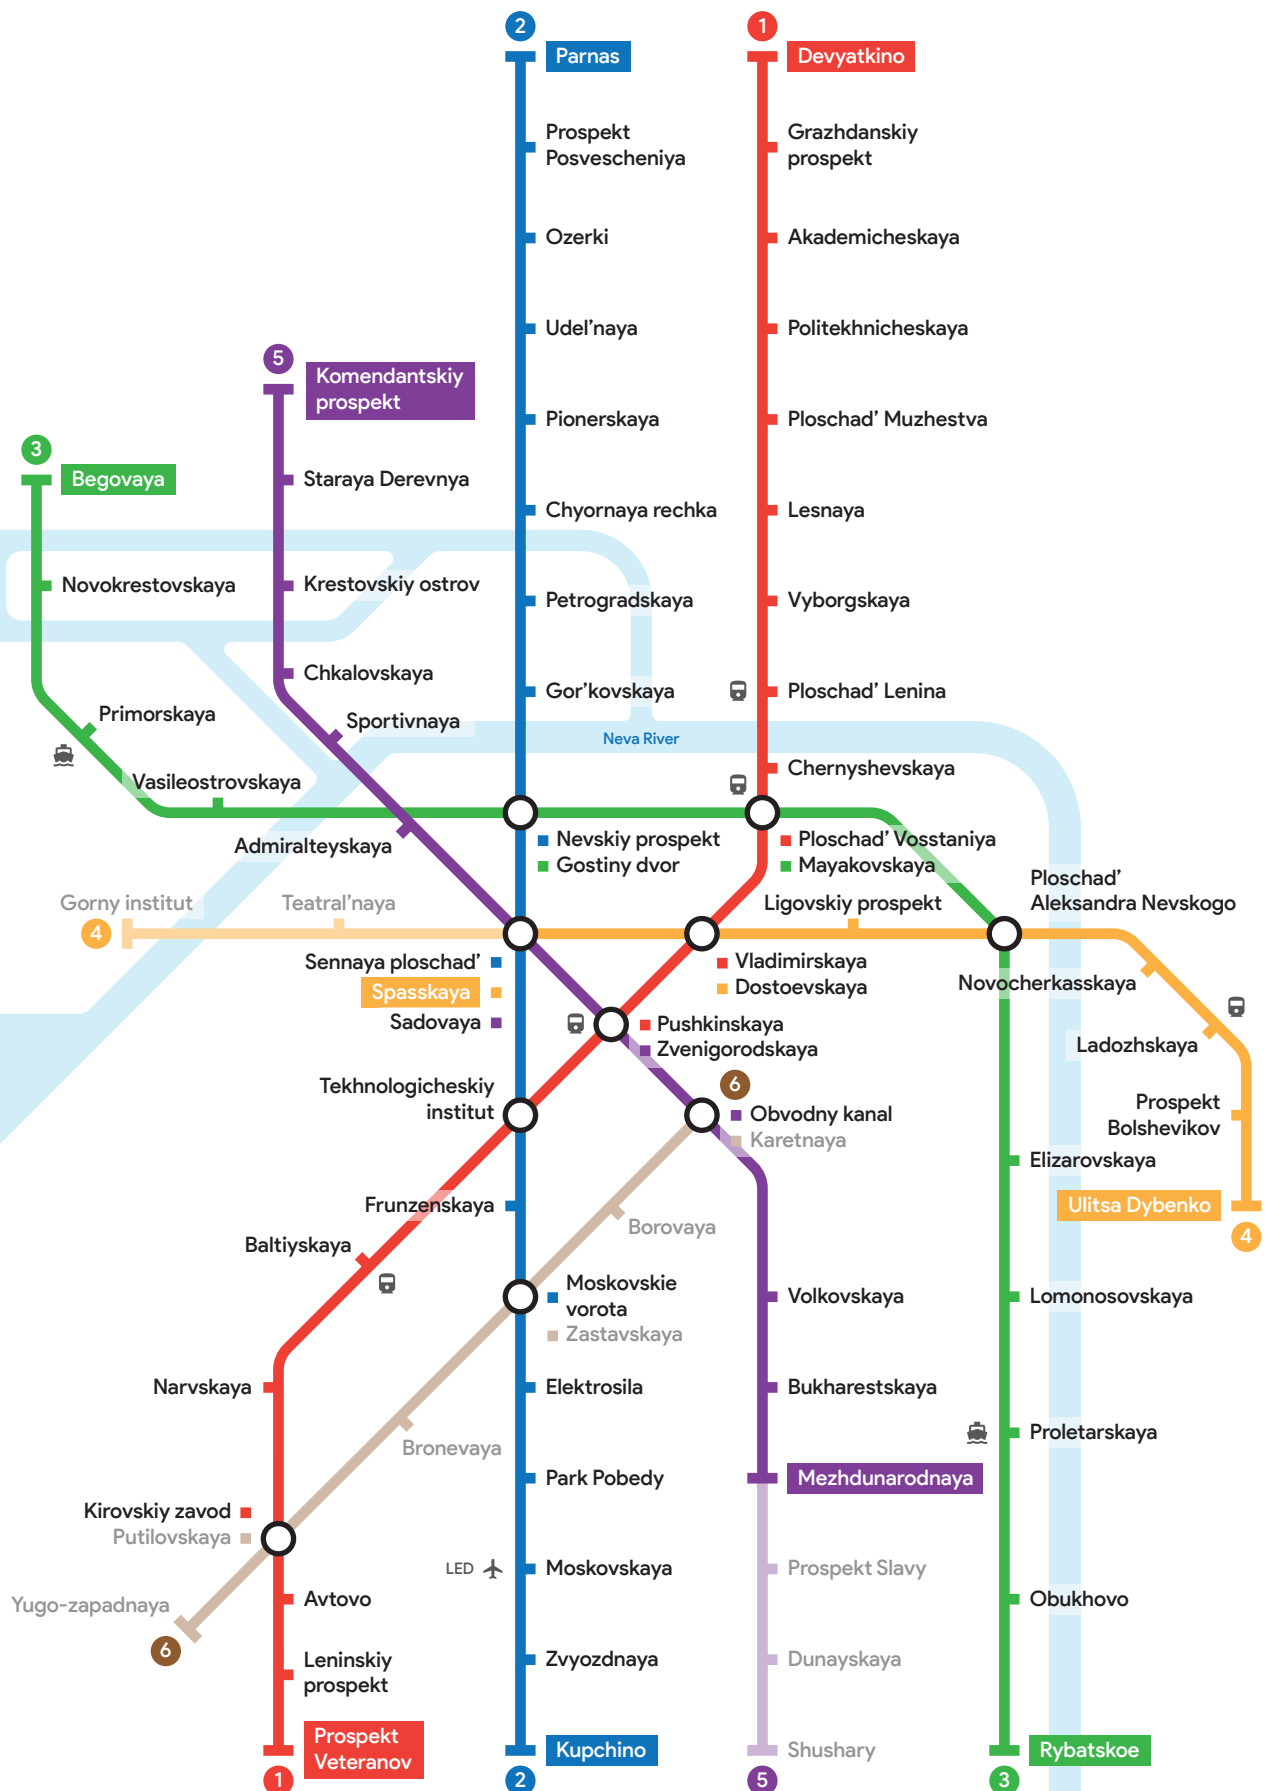 2
1
Parnas
Devyatkino
Prospekt
Posvescheniya
Grazhdanskiy
prospekt
Ozerki
Akademicheskaya
Udel’naya
Politekhnicheskaya
5
Komendantskiy
prospekt
Pionerskaya
Ploschad’ Muzhestva
3
Begovaya
Staraya Derevnya
Chyornaya rechka
Lesnaya
Novokrestovskaya
Krestovskiy ostrov
Petrogradskaya
Vyborgskaya
Chkalovskaya
Gor’kovskaya
Ploschad’ Lenina
Primorskaya
Sportivnaya
Neva River
Chernyshevskaya
Vasileostrovskaya
Admiralteyskaya
Nevskiy prospekt
Gostiny dvor
Ploschad’ Vosstaniya
Mayakovskaya
Ploschad’
Aleksandra Nevskogo
Gorny institut
4
Teatral’naya
Ligovskiy prospekt
Sennaya ploschad’
Spasskaya
Sadovaya
Vladimirskaya
Dostoevskaya
Novocherkasskaya
Pushkinskaya
Zvenigorodskaya
Ladozhskaya
Tekhnologicheskiy
institut
6
Obvodny kanal
Karetnaya
Prospekt
Bolshevikov
Elizarovskaya
Frunzenskaya
Ulitsa Dybenko
4
Borovaya
Baltiyskaya
Moskovskie
vorota
Zastavskaya
Volkovskaya
Lomonosovskaya
Narvskaya
Elektrosila
Bukharestskaya
Bronevaya
Proletarskaya
Park Pobedy
Mezhdunarodnaya
Kirovskiy zavod
Putilovskaya
LED
Moskovskaya
Prospekt Slavy
Yugo-zapadnaya
6
Avtovo
Obukhovo
Leninskiy
prospekt
Zvyozdnaya
Dunayskaya
Prospekt
Veteranov
1
Kupchino
2
Shushary
5
Rybatskoe
3